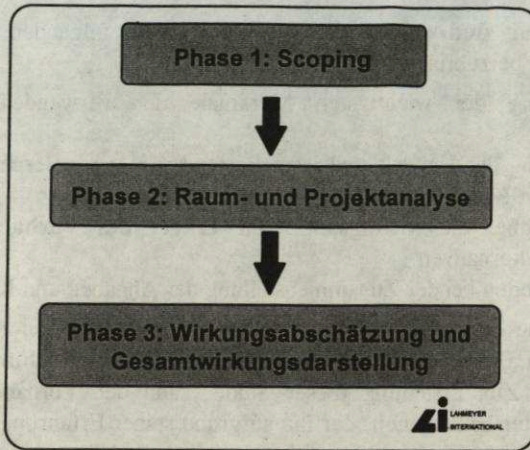 Phase 1: Scoping
Phase 2: Raum- und Projektanalyse
Phase 3: Wirkungsabschätzung und
Gesamtwirkungsdarstellung
LAHMEYER
INTERNATIONAL